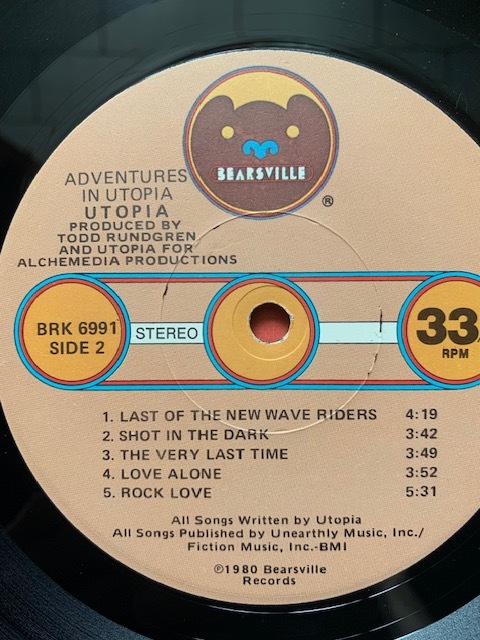 BEARSVILLE
®
ADVENTURES
IN UTOPIA
UTOPIA
PRODUCED BY
TODD RUNDGREN
AND UTOPIA FOR
ALCHEMEDIA PRODUCTIONS
BRK 6991
SIDE 2
STEREO
33
RPM
1. LAST OF THE NEW WAVE RIDERS 4:19
2. SHOT IN THE DARK 3:42
3. THE VERY LAST TIME 3:49
4. LOVE ALONE 3:52
5. ROCK LOVE 5:31
All Songs Written by Utopia
All Songs Published by Unearthly Music, Inc./
Fiction Music, Inc.-BMI
℗1980 Bearsville
Records